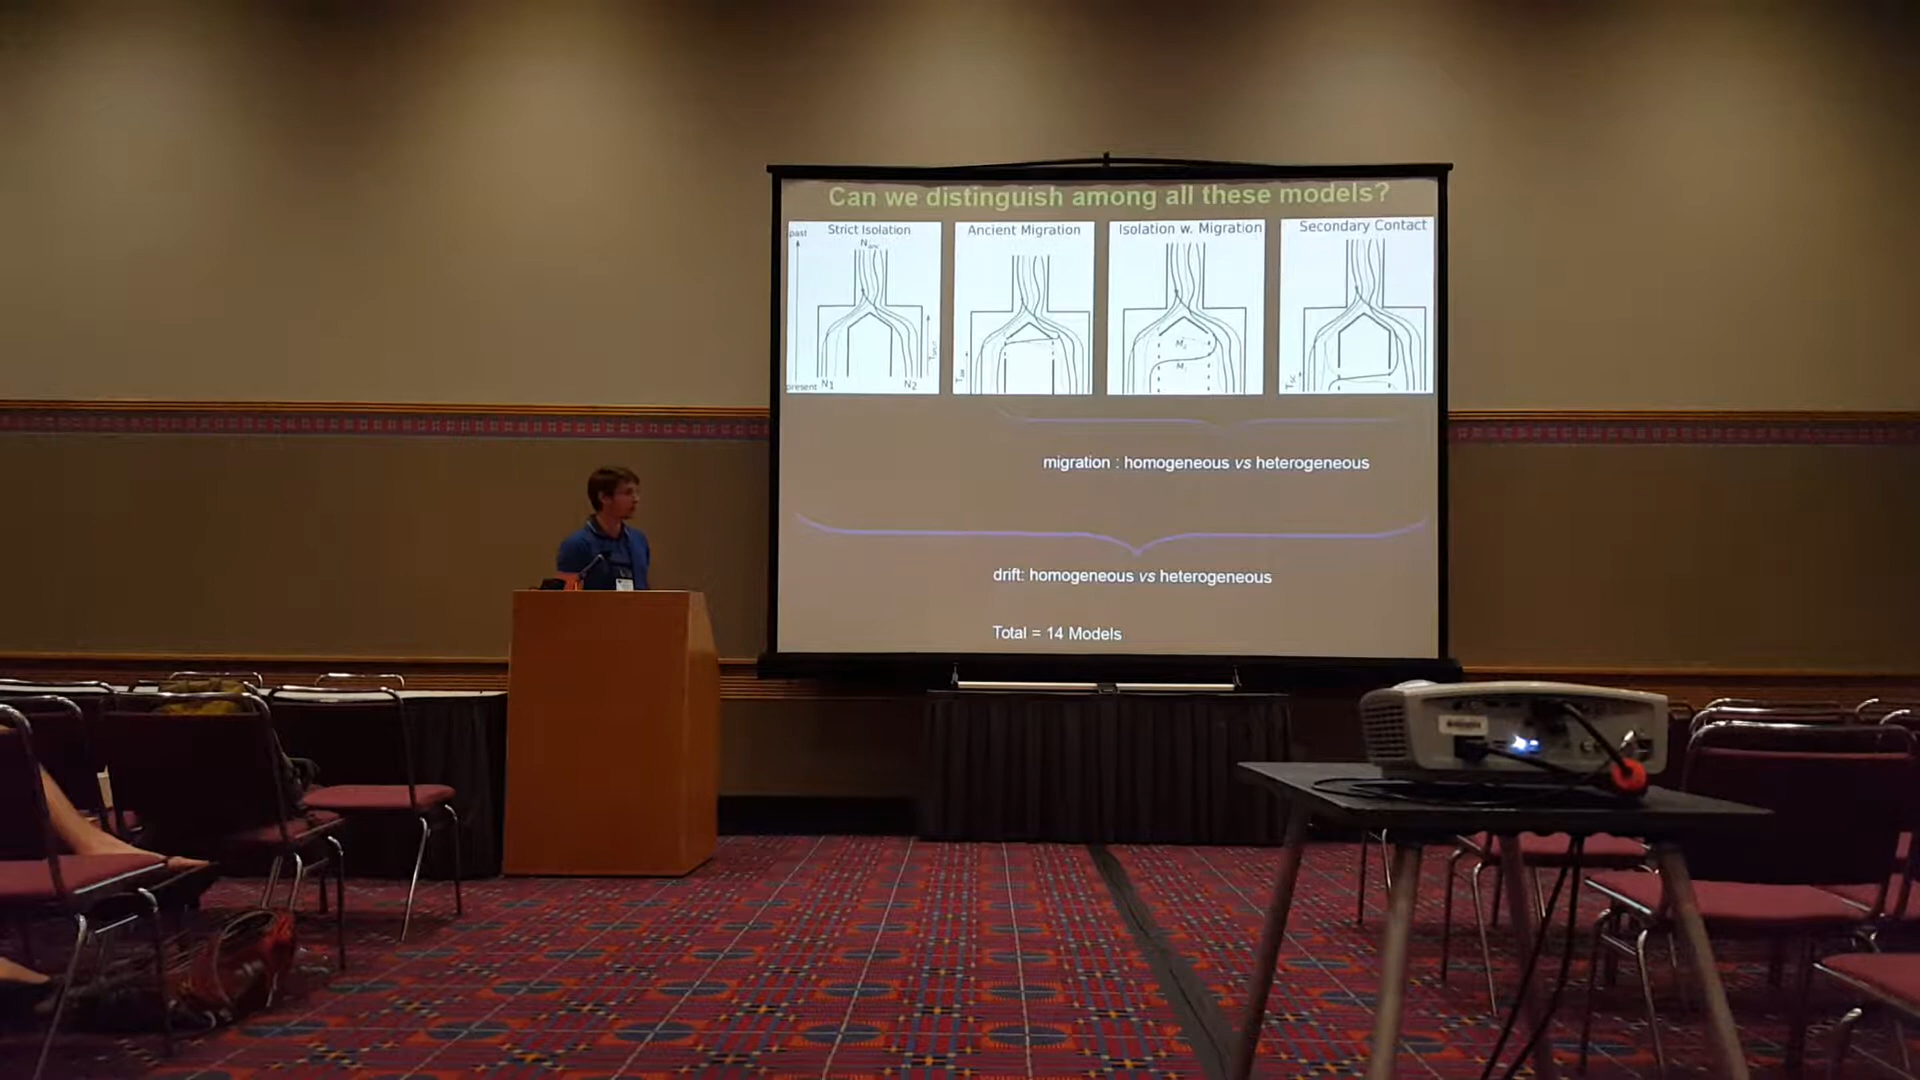 Can we distinguish among all these models?
Strict Isolation
Ancient Migration
Isolation w. Migration
Secondary Contact
past
present
N1
N2
migration : homogeneous vs heterogeneous
drift: homogeneous vs heterogeneous
Total = 14 Models